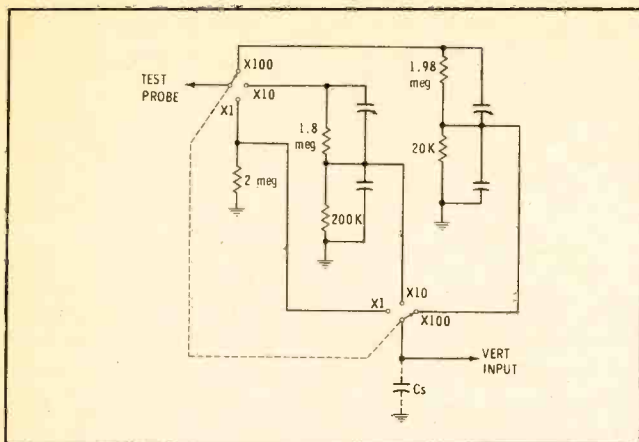 X100
TEST
PROBE
X10
X1
1.98
meg
1.8
meg
20K
2 meg
200K
X10
X1
X100
VERT
INPUT
Cs